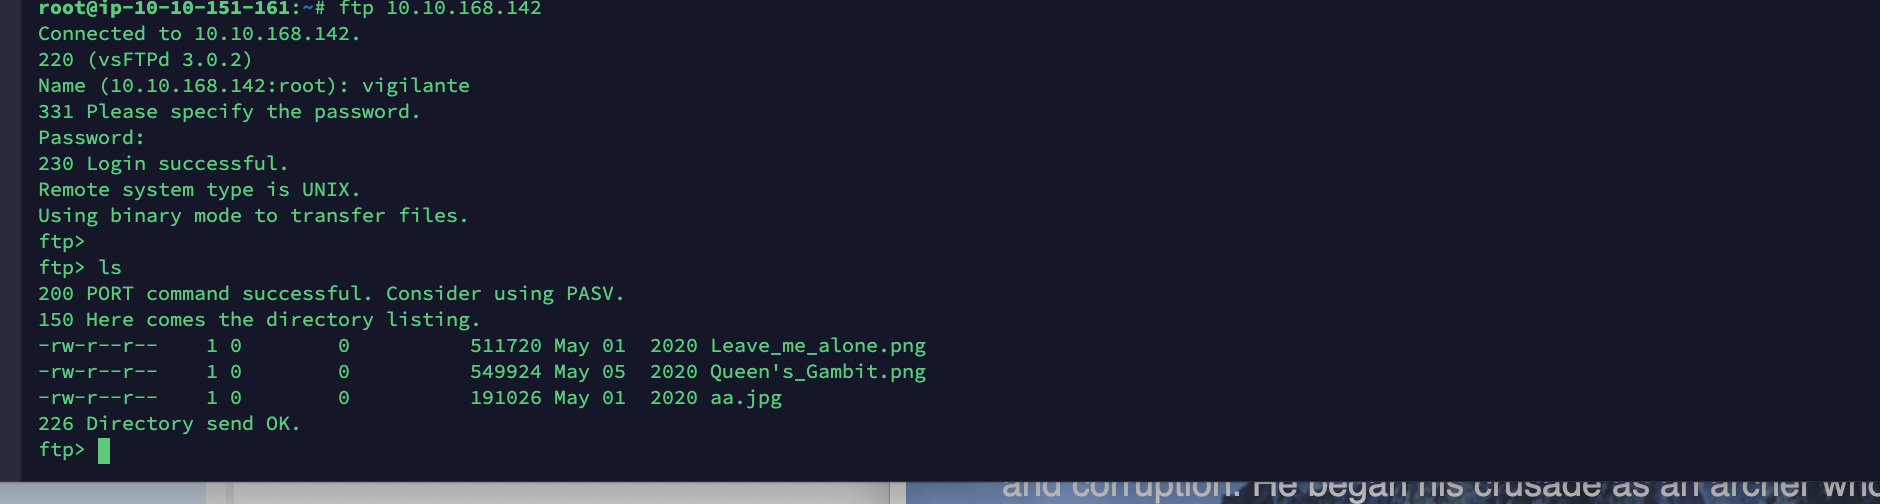 root@ip-10-10-151-161:~# ftp 10.10.168.142
Connected to 10.10.168.142.
220 (vsFTPd 3.0.2)
Name (10.10.168.142:root): vigilante
331 Please specify the password.
Password:
230 Login successful.
Remote system type is UNIX.
Using binary mode to transfer files.
ftp>
ftp> ls
200 PORT command successful. Consider using PASV.
150 Here comes the directory listing.
-rw-r--r--    1 0        0          511720 May 01  2020 Leave_me_alone.png
-rw-r--r--    1 0        0          549924 May 05  2020 Queen's_Gambit.png
-rw-r--r--    1 0        0          191026 May 01  2020 aa.jpg
226 Directory send OK.
ftp>
and corruption. He began his crusade as an archer who